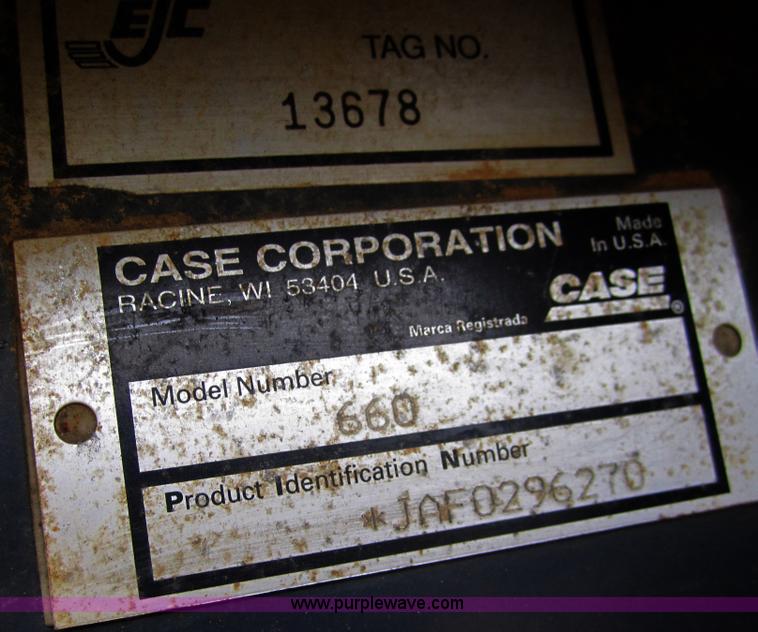 EJC
TAG NO.
13678
CASE CORPORATION
RACINE, WI 53404 U.S.A.
Made
In U.S.A.
CASE
®
Marca Registrada
Model Number
660
Product Identification Number
*JAF0296270
www.purplewave.com